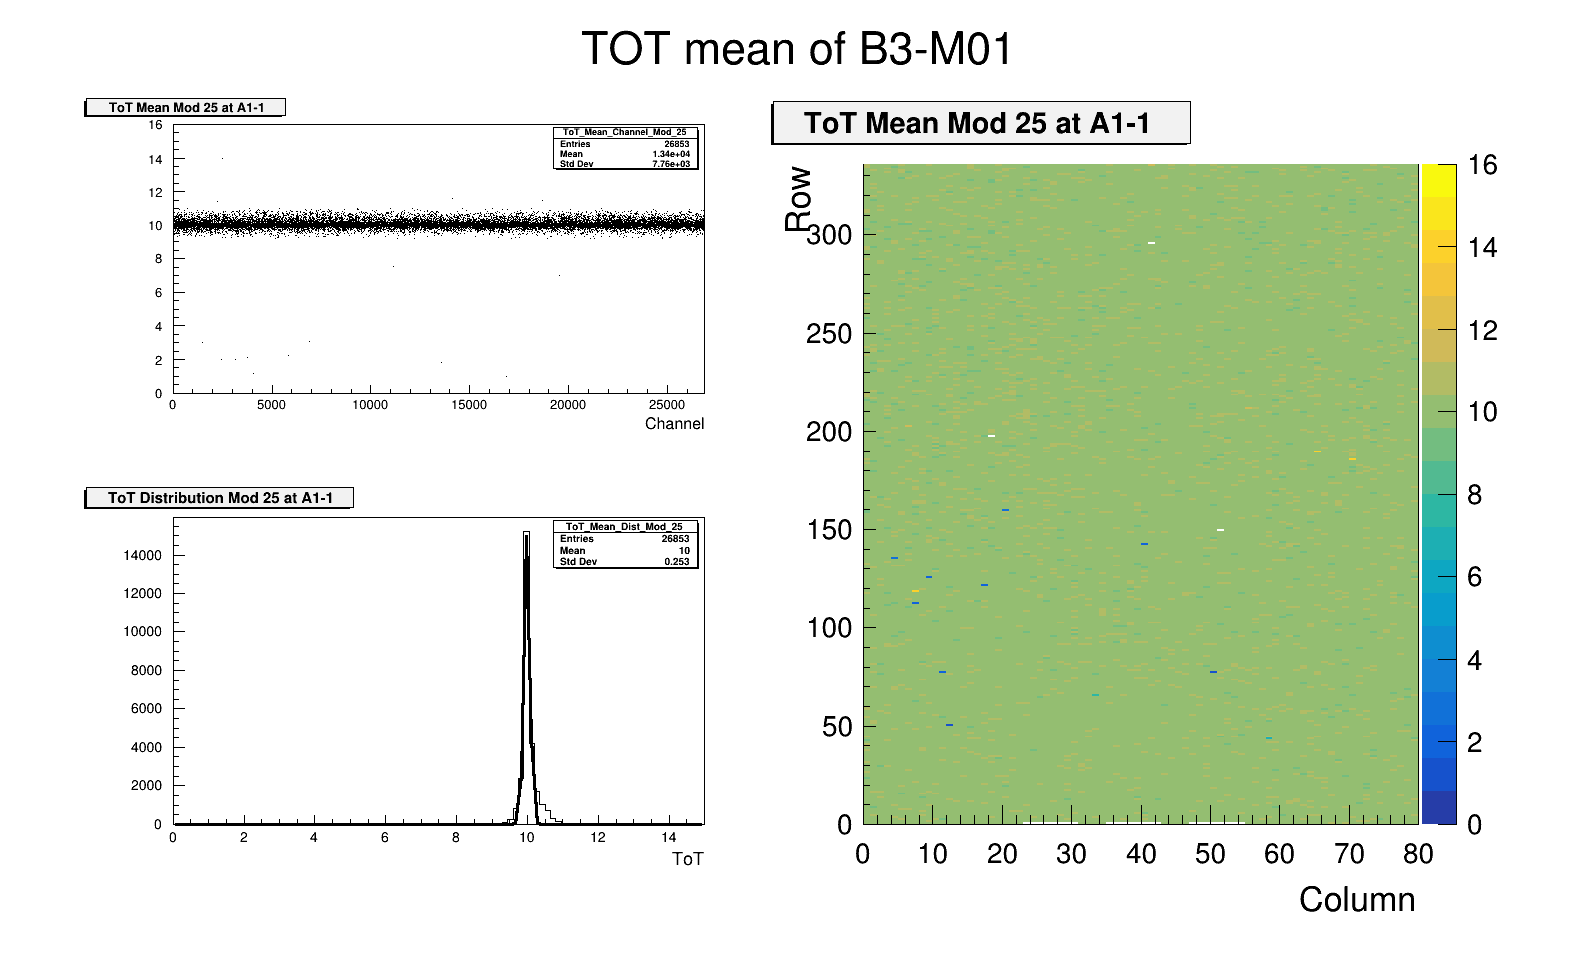 TOT mean of B3-M01
ToT Mean Mod 25 at A1-1
ToT_Mean_Channel_Mod_25
Entries 26853
Mean 1.34e+04
Std Dev 7.76e+03
16
14
12
10
8
6
4
2
0
0 5000 10000 15000 20000 25000
Channel
ToT Distribution Mod 25 at A1-1
ToT_Mean_Dist_Mod_25
Entries 26853
Mean 10
Std Dev 0.253
14000
12000
10000
8000
6000
4000
2000
0
0 2 4 6 8 10 12 14
ToT
ToT Mean Mod 25 at A1-1
Row
300
250
200
150
100
50
0
0 10 20 30 40 50 60 70 80
Column
16
14
12
10
8
6
4
2
0